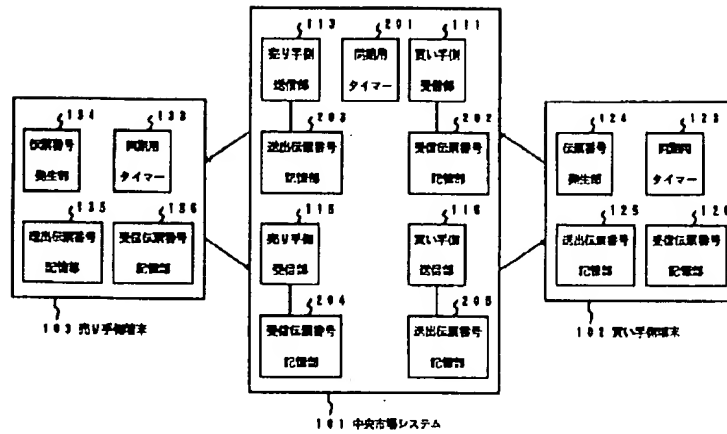 113
201
111
売り手側
送信部
同期用
タイマー
買い手側
受信部
134
133
伝票番号
発生部
同期用
タイマー
203
202
送出伝票番号
記憶部
受信伝票番号
記憶部
124
123
伝票番号
発生部
同期用
タイマー
135
136
送出伝票番号
記憶部
受信伝票番号
記憶部
115
116
売り手側
受信部
買い手側
送信部
125
126
送出伝票番号
記憶部
受信伝票番号
記憶部
204
205
受信伝票番号
記憶部
送出伝票番号
記憶部
103 売り手側端末
102 買い手側端末
101 中央市場システム